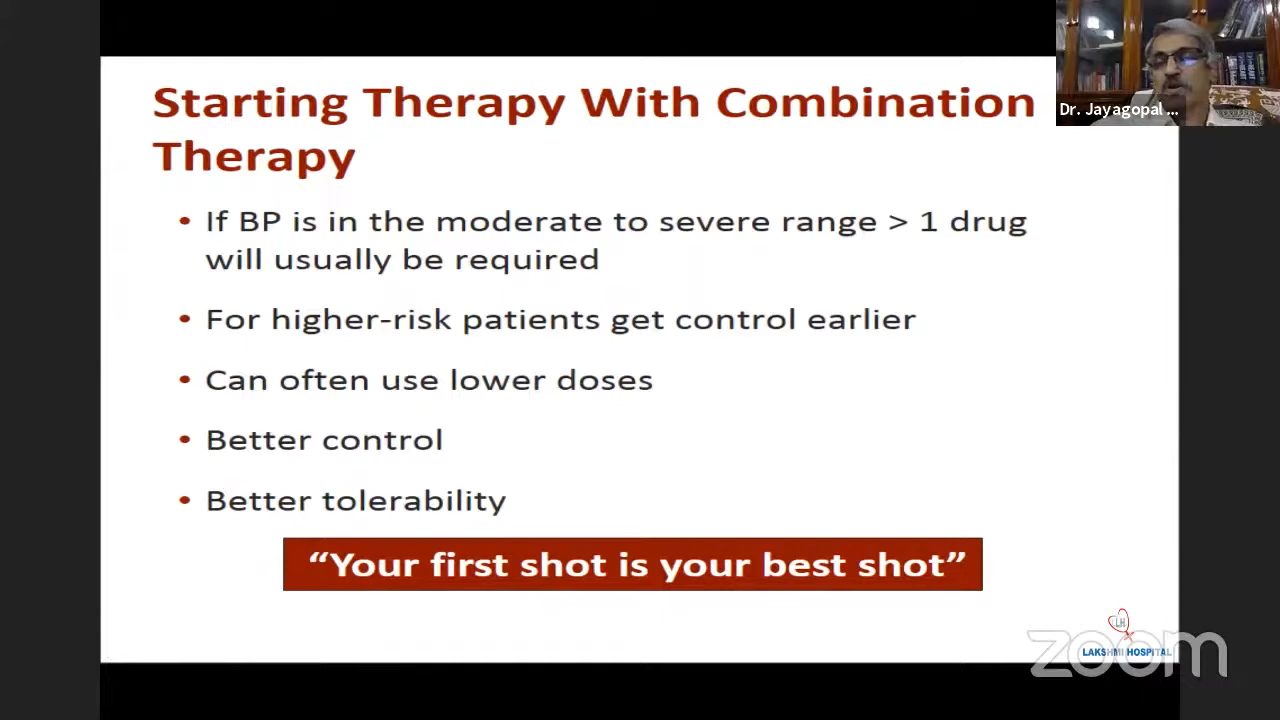 Starting Therapy With Combination
Therapy
• If BP is in the moderate to severe range > 1 drug
will usually be required
• For higher-risk patients get control earlier
• Can often use lower doses
• Better control
• Better tolerability
“Your first shot is your best shot”
Dr. Jayagopal ...
LH
LAKSHMI HOSPITAL
zoom